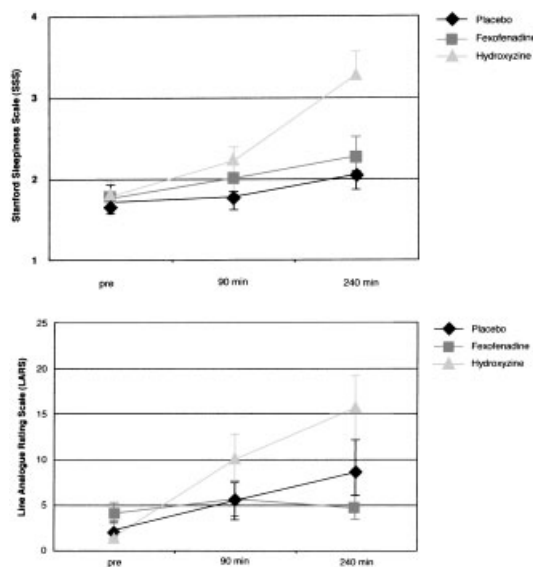 Stanford Sleepiness Scale (SSS)
4
3
2
1
pre
90 min
240 min
Placebo
Fexofenadine
Hydroxyzine
Line Analogue Rating Scale (LARS)
25
20
15
10
5
0
pre
90 min
240 min
Placebo
Fexofenadine
Hydroxyzine